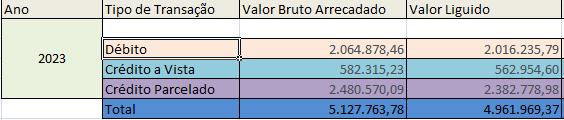 Ano Tipo de Transação Valor Bruto Arrecadado Valor Liguido
2023
Débito 2.064.878,46 2.016.235,79
Crédito a Vista 582.315,23 562.954,60
Crédito Parcelado 2.480.570,09 2.382.778,98
Total 5.127.763,78 4.961.969,37